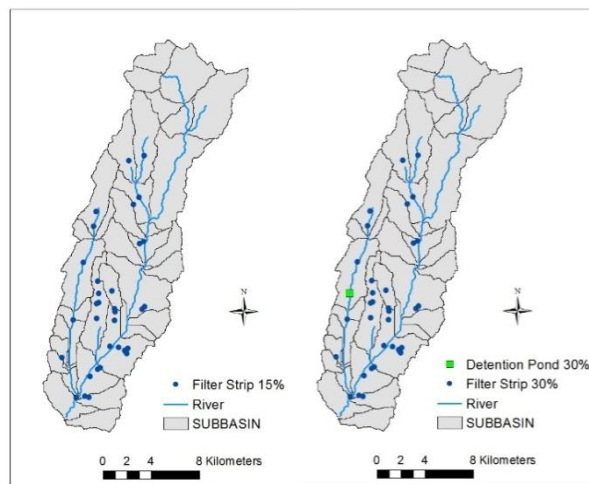 N
Filter Strip 15%
River
SUBBASIN
0 2 4 8 Kilometers
N
Detention Pond 30%
Filter Strip 30%
River
SUBBASIN
0 2 4 8 Kilometers